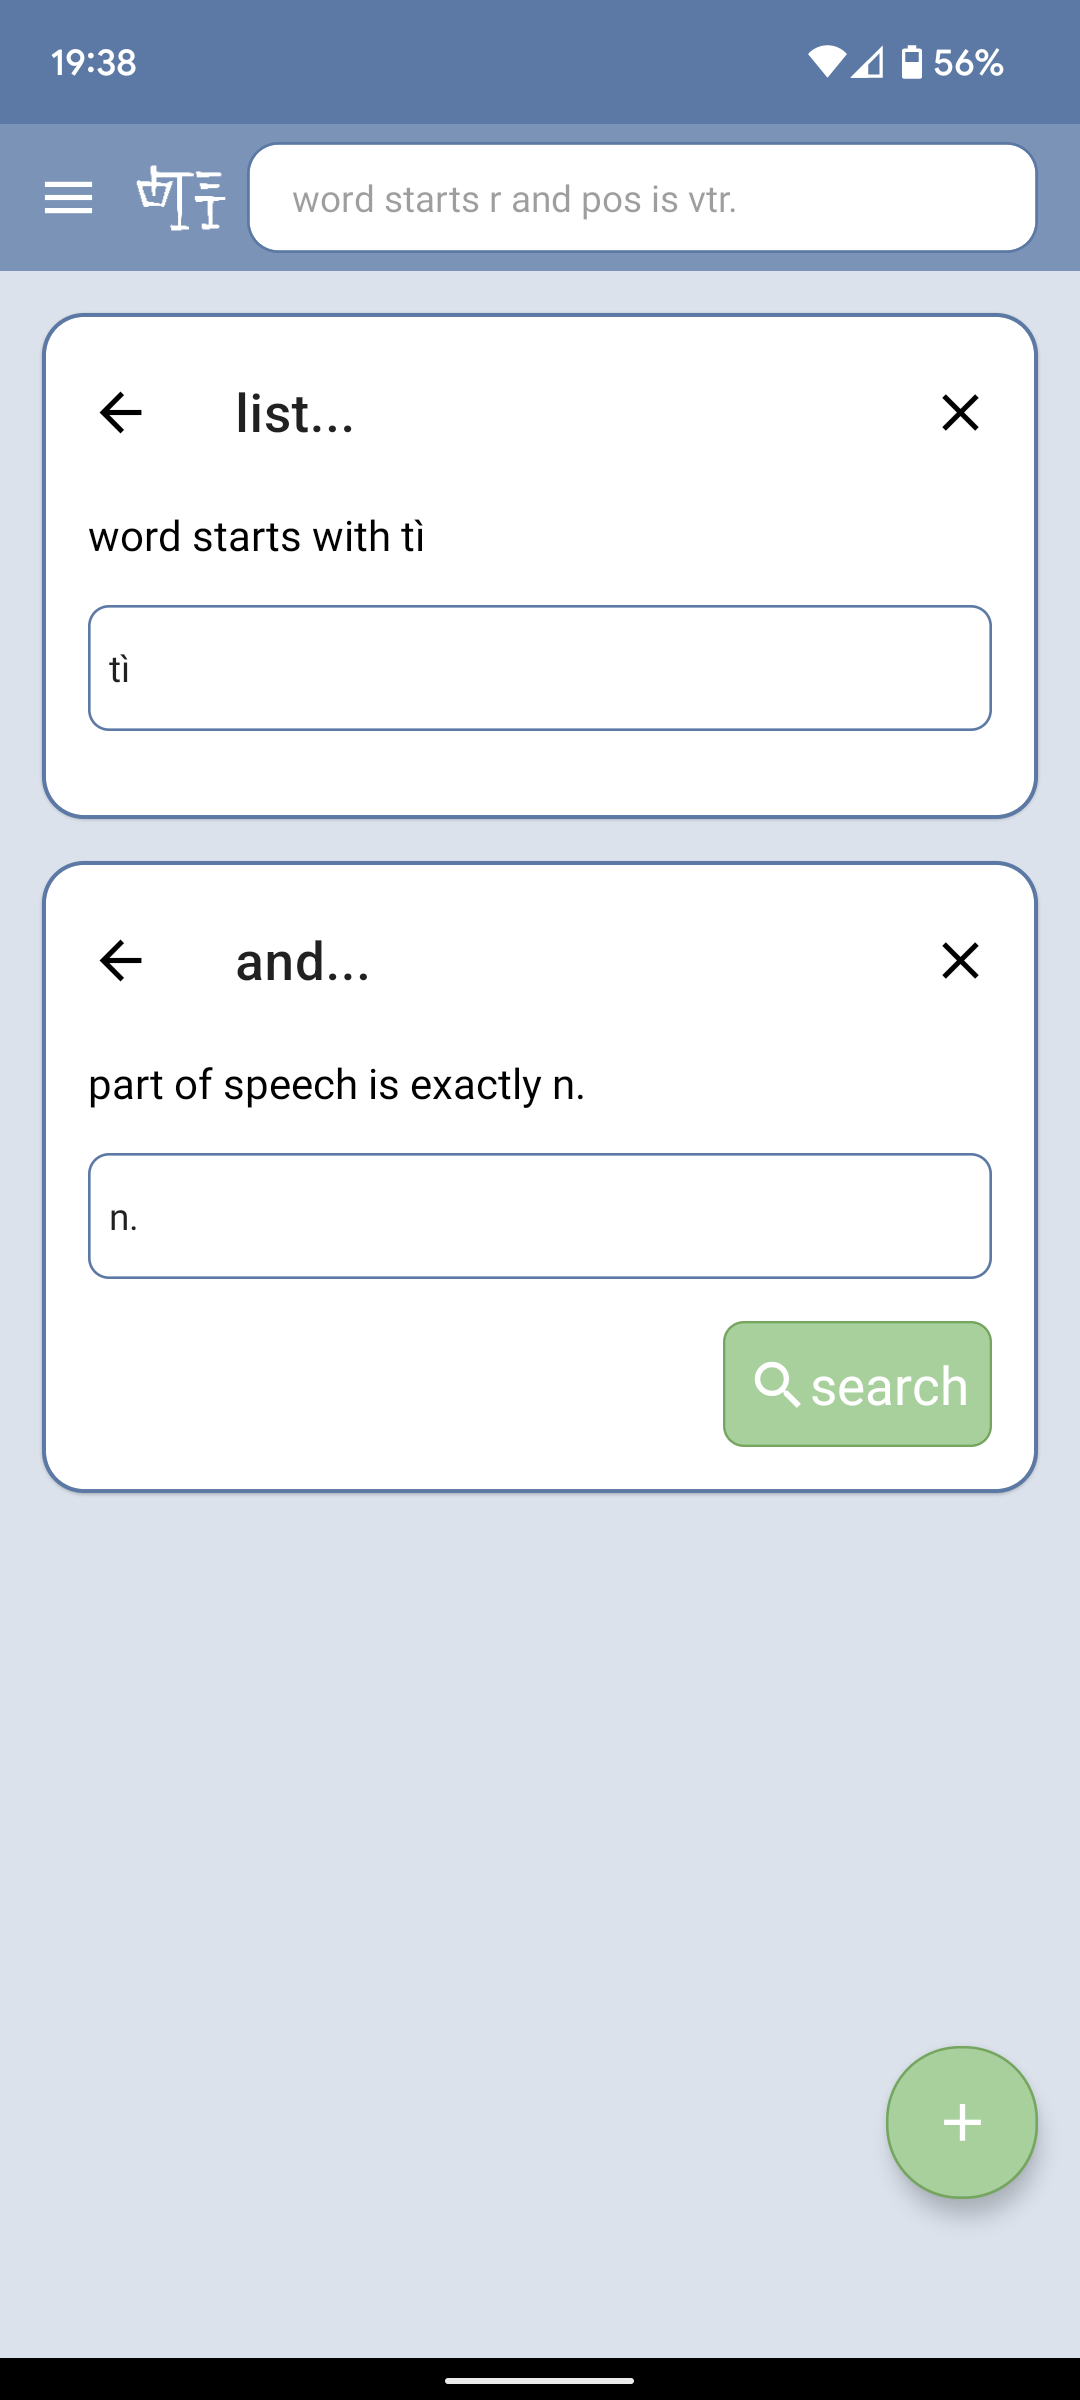 19:38
56%
word starts r and pos is vtr.
list...
word starts with tì
tì
and...
part of speech is exactly n.
n.
search